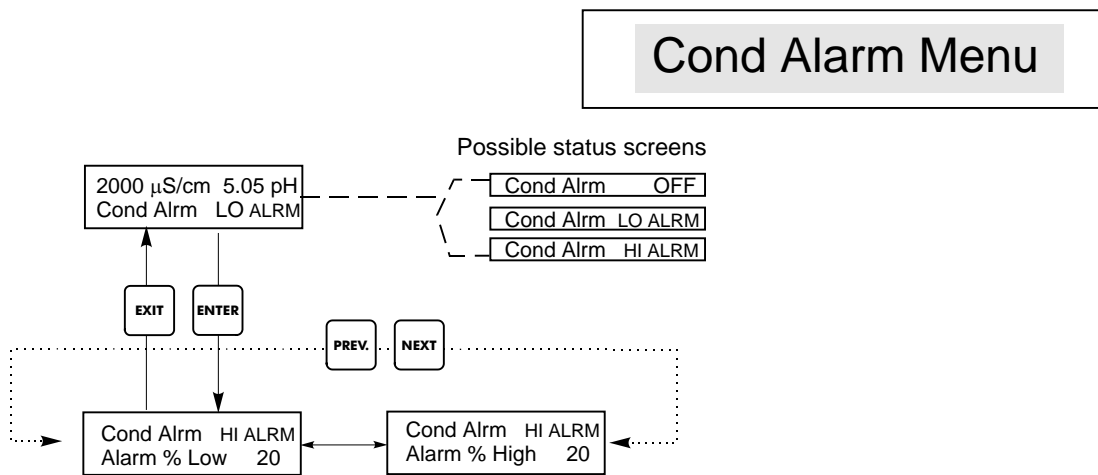 Cond Alarm Menu
Possible status screens
2000 μS/cm 5.05 pH
Cond Alrm LO ALRM
Cond Alrm OFF
Cond Alrm LO ALRM
Cond Alrm HI ALRM
EXIT
ENTER
PREV.
NEXT
Cond Alrm HI ALRM
Alarm % Low 20
Cond Alrm HI ALRM
Alarm % High 20